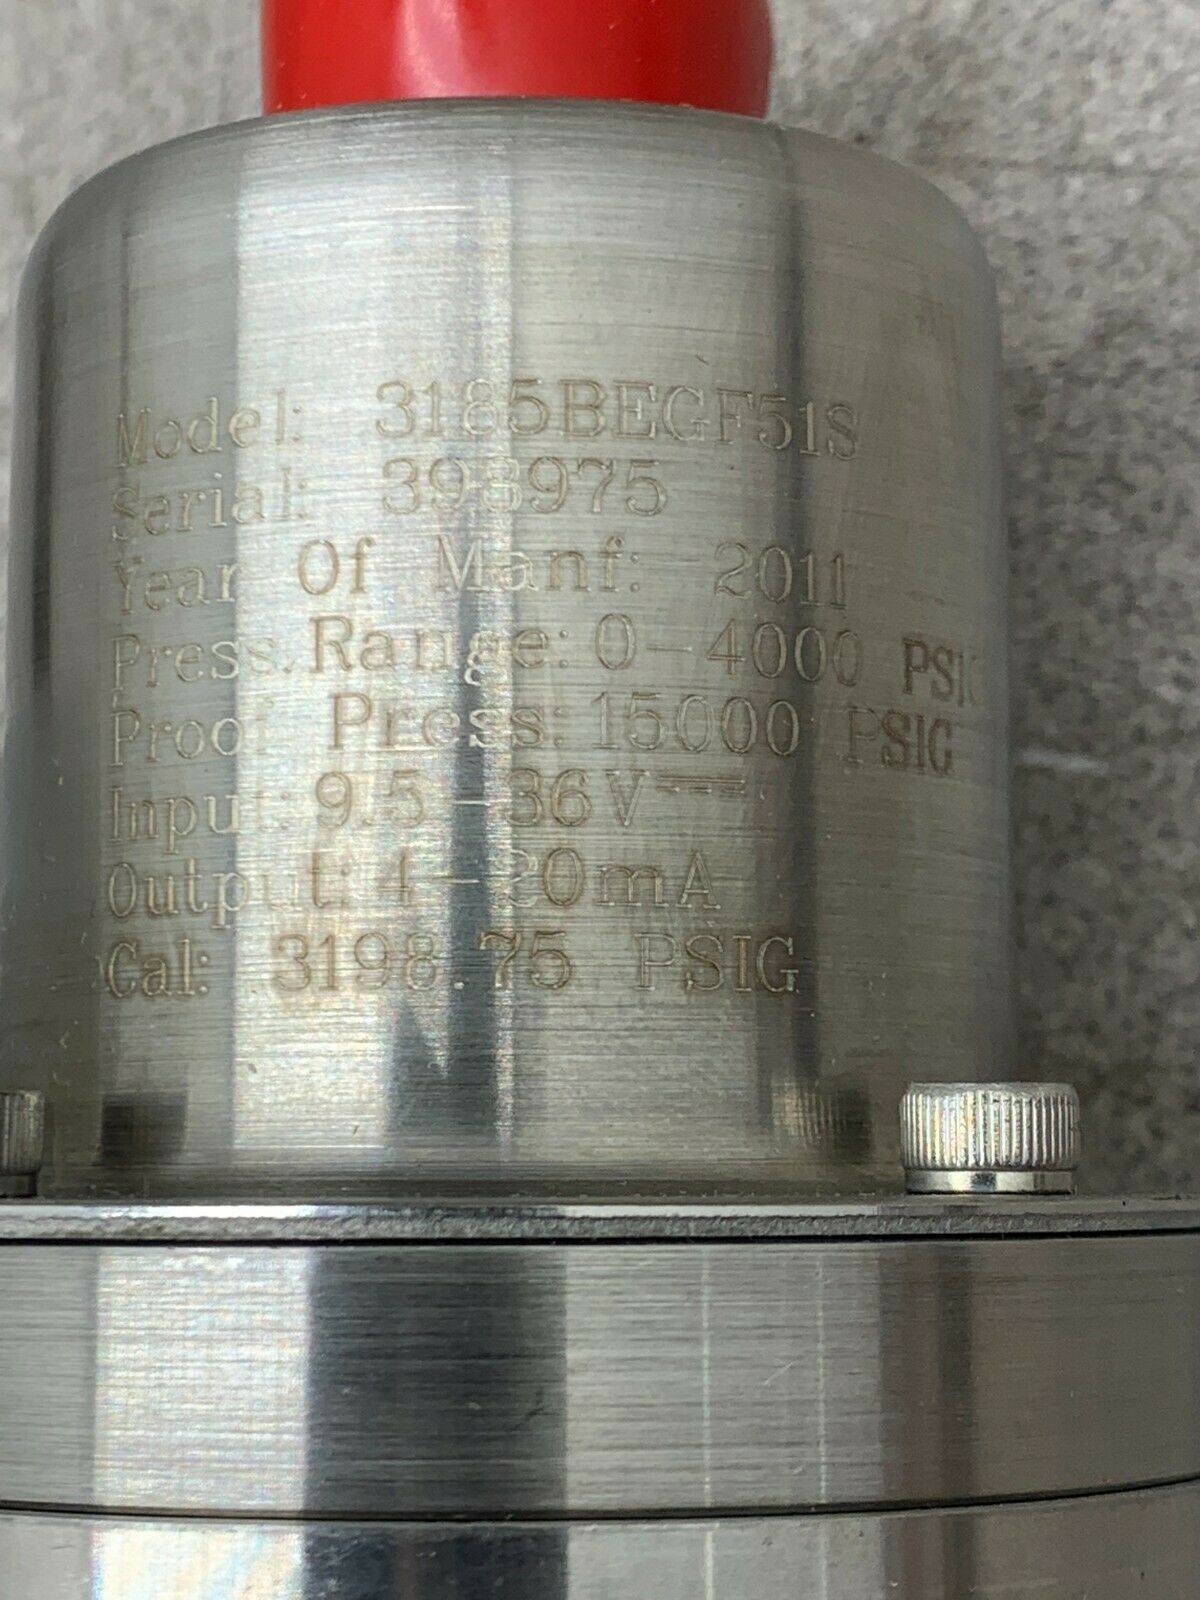 Model: 3185BEGF51S
Serial: 398975
Year Of Manf: 2011
Press. Range: 0-4000 PSIG
Proof Press: 15000 PSIG
Input: 9.5-36V⎓
Output: 4-20mA
Cal: 3198.75 PSIG